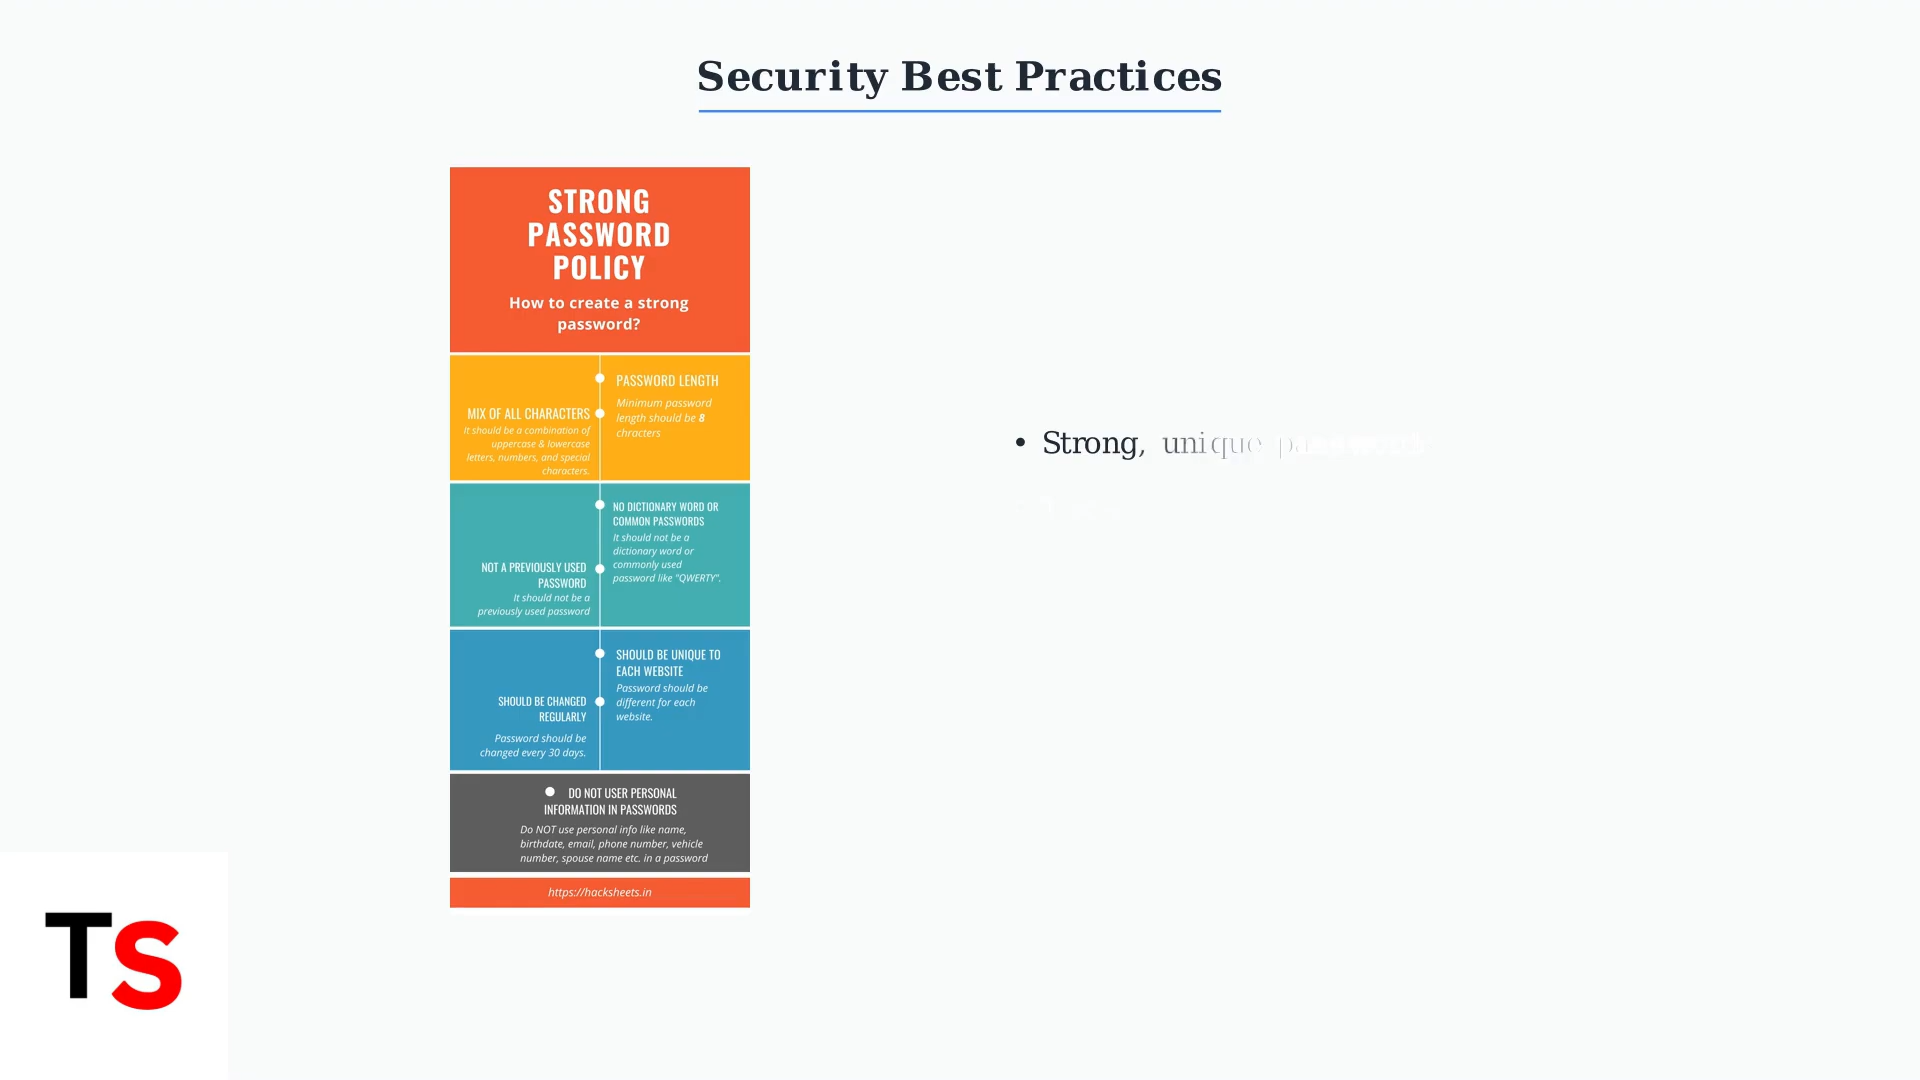 Security Best Practices
STRONG
PASSWORD
POLICY
How to create a strong
password?
PASSWORD LENGTH
Minimum password
length should be 8
chracters
MIX OF ALL CHARACTERS
It should be a combination of
uppercase & lowercase
letters, numbers, and special
characters.
NO DICTIONARY WORD OR
COMMON PASSWORDS
It should not be a
dictionary word or
commonly used
password like "QWERTY".
NOT A PREVIOUSLY USED
PASSWORD
It should not be a
previously used password
SHOULD BE UNIQUE TO
EACH WEBSITE
Password should be
different for each
website.
SHOULD BE CHANGED
REGULARLY
Password should be
changed every 30 days.
DO NOT USER PERSONAL
INFORMATION IN PASSWORDS
Do NOT use personal info like name,
birthdate, email, phone number, vehicle
number, spouse name etc. in a password
https://hacksheets.in
• Strong, unique
TS